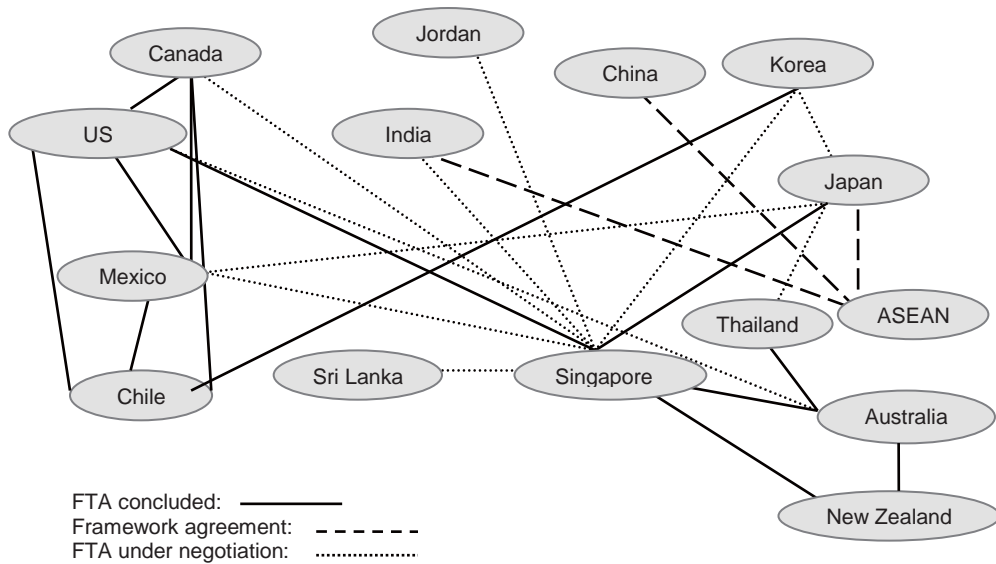 Jordan
Canada
China
Korea
US
India
Japan
Mexico
Thailand
ASEAN
Sri Lanka
Singapore
Chile
Australia
New Zealand
FTA concluded:
Framework agreement:
FTA under negotiation: